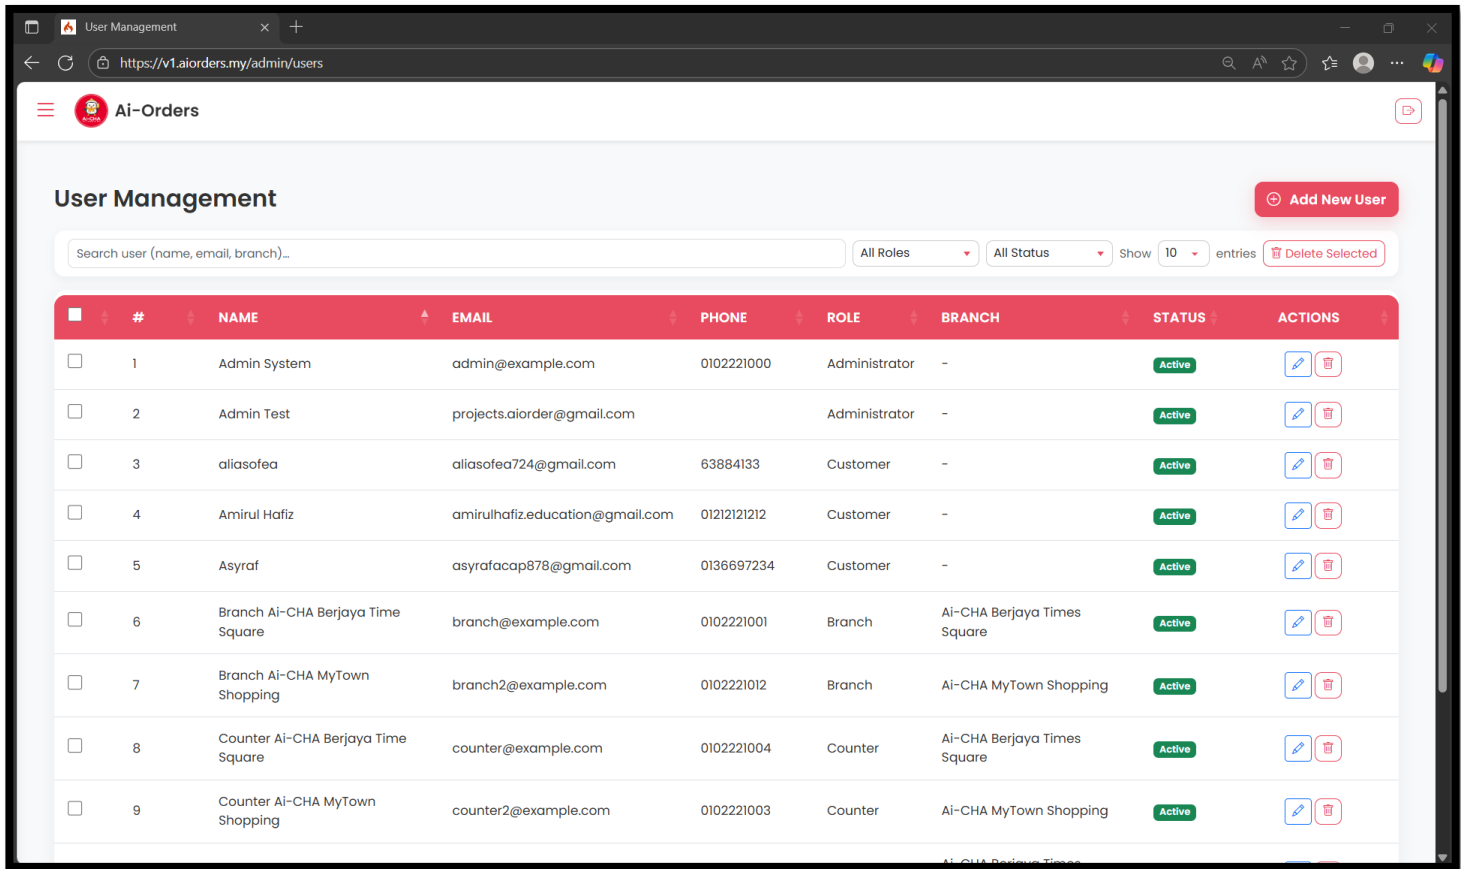 User Management
https://v1.aiorders.my/admin/users
Ai-CHA
Ai-Orders
User Management
Add New User
Search user (name, email, branch)...
All Roles
All Status
Show 10 entries
Delete Selected
# NAME EMAIL PHONE ROLE BRANCH STATUS ACTIONS
1 Admin System admin@example.com 0102221000 Administrator - Active
2 Admin Test projects.aiorder@gmail.com Administrator - Active
3 aliasofea aliasofea724@gmail.com 63884133 Customer - Active
4 Amirul Hafiz amirulhafiz.education@gmail.com 01212121212 Customer - Active
5 Asyraf asyrafacap878@gmail.com 0136697234 Customer - Active
Branch Ai-CHA Berjaya Time Ai-CHA Berjaya Times
6 Square branch@example.com 0102221001 Branch Square Active
Branch Ai-CHA MyTown
7 Shopping branch2@example.com 0102221012 Branch Ai-CHA MyTown Shopping Active
Counter Ai-CHA Berjaya Time Ai-CHA Berjaya Times
8 Square counter@example.com 0102221004 Counter Square Active
Counter Ai-CHA MyTown
9 Shopping counter2@example.com 0102221003 Counter Ai-CHA MyTown Shopping Active
Ai-CHA Berjaya Times